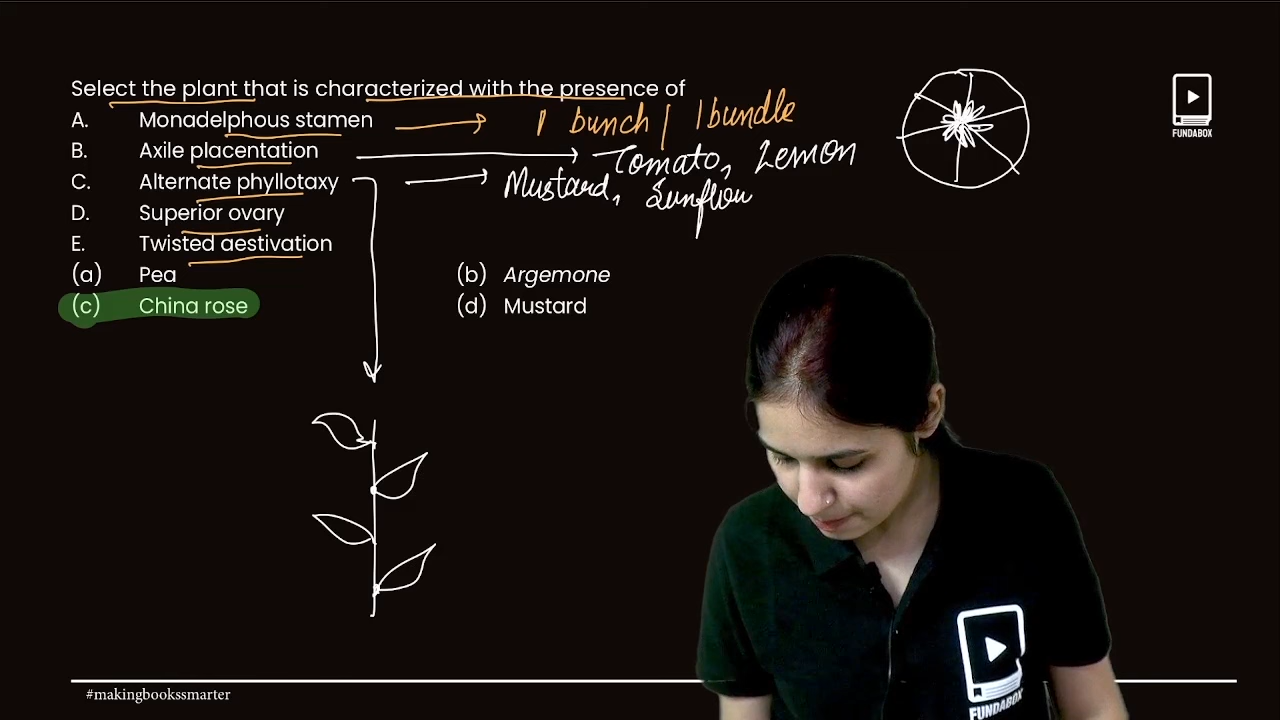 Select the plant that is characterized with the presence of
A. Monadelphous stamen → 1 bunch / 1 bundle
B. Axile placentation → Tomato, Lemon
C. Alternate phyllotaxy → Mustard, Sunflow
D. Superior ovary
E. Twisted aestivation
(a) Pea (b) Argemone
(c) China rose (d) Mustard
FUNDABOX
FUNDABOX
#makingbookssmarter